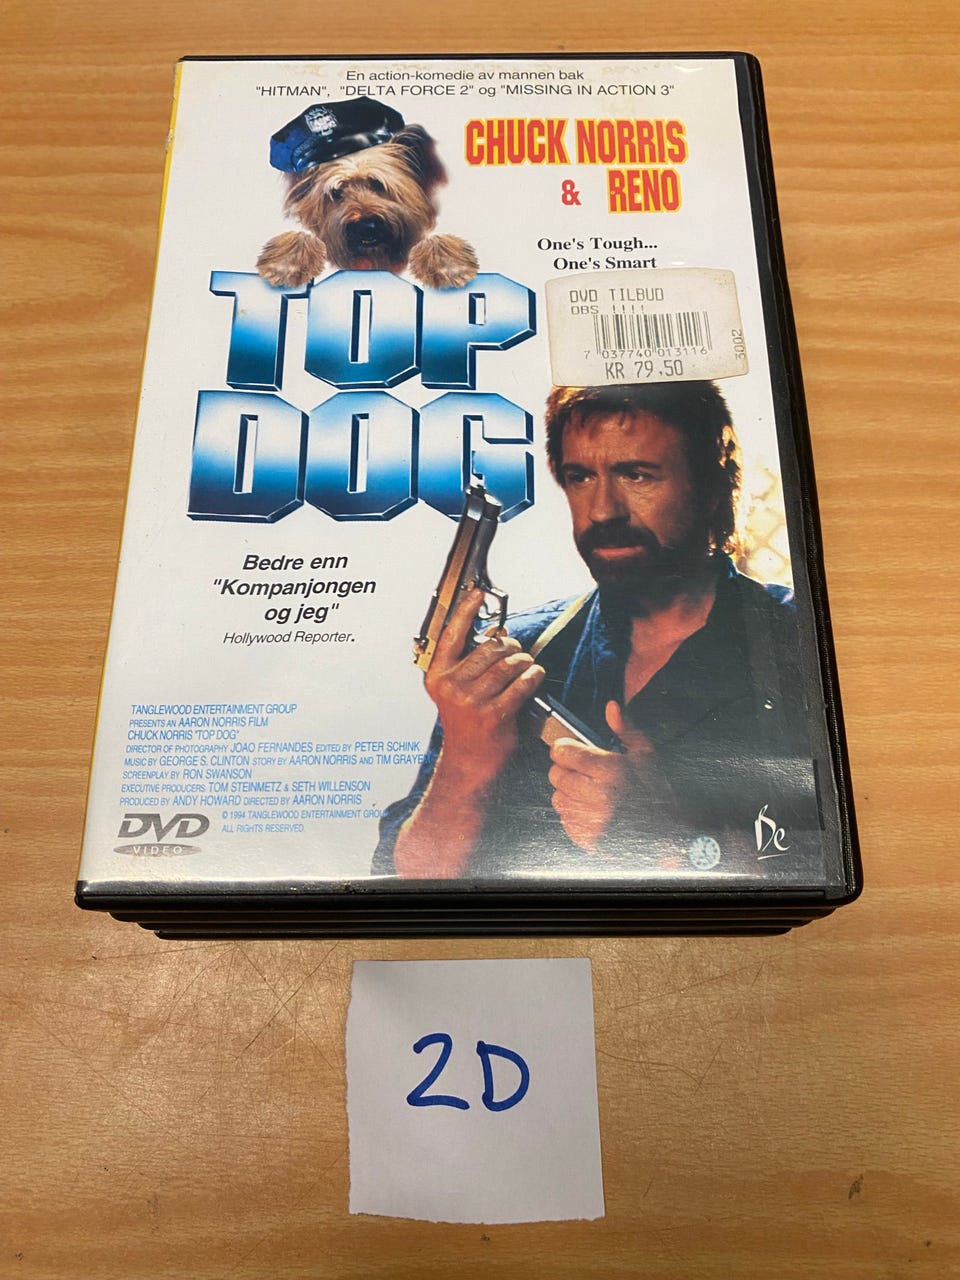 En action-komedie av mannen bak
"HITMAN", "DELTA FORCE 2" og "MISSING IN ACTION 3"
CHUCK NORRIS
& RENO
One's Tough...
One's Smart
DVD TILBUD
OBS !!!!
7 037740 013116
3002
KR 79,50
TOP
DOG
Bedre enn
"Kompanjongen
og jeg"
Hollywood Reporter.
TANGLEWOOD ENTERTAINMENT GROUP
PRESENTS AN AARON NORRIS FILM
CHUCK NORRIS "TOP DOG"
DIRECTOR OF PHOTOGRAPHY JOAO FERNANDES EDITED BY PETER SCHINK
MUSIC BY GEORGE S. CLINTON STORY BY AARON NORRIS AND TIM GRAYEM
SCREENPLAY BY RON SWANSON
EXECUTIVE PRODUCERS TOM STEINMETZ & SETH WILLENSON
PRODUCED BY ANDY HOWARD DIRECTED BY AARON NORRIS
© 1994 TANGLEWOOD ENTERTAINMENT GROUP
ALL RIGHTS RESERVED.
DVD
VIDEO
2D